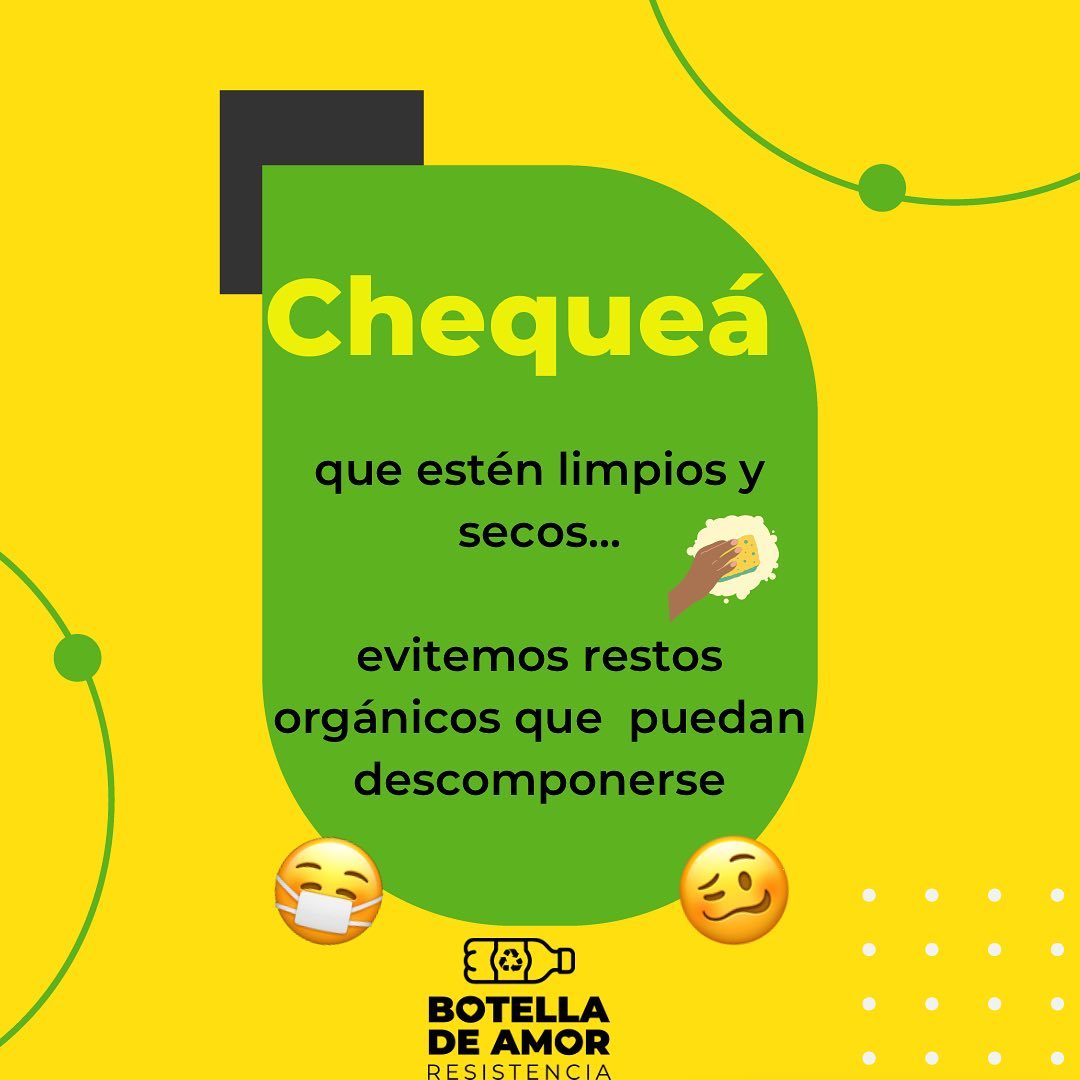 Chequeá
que estén limpios y
secos...
evitemos restos
orgánicos que puedan
descomponerse
BOTELLA
DE AMOR
RESISTENCIA